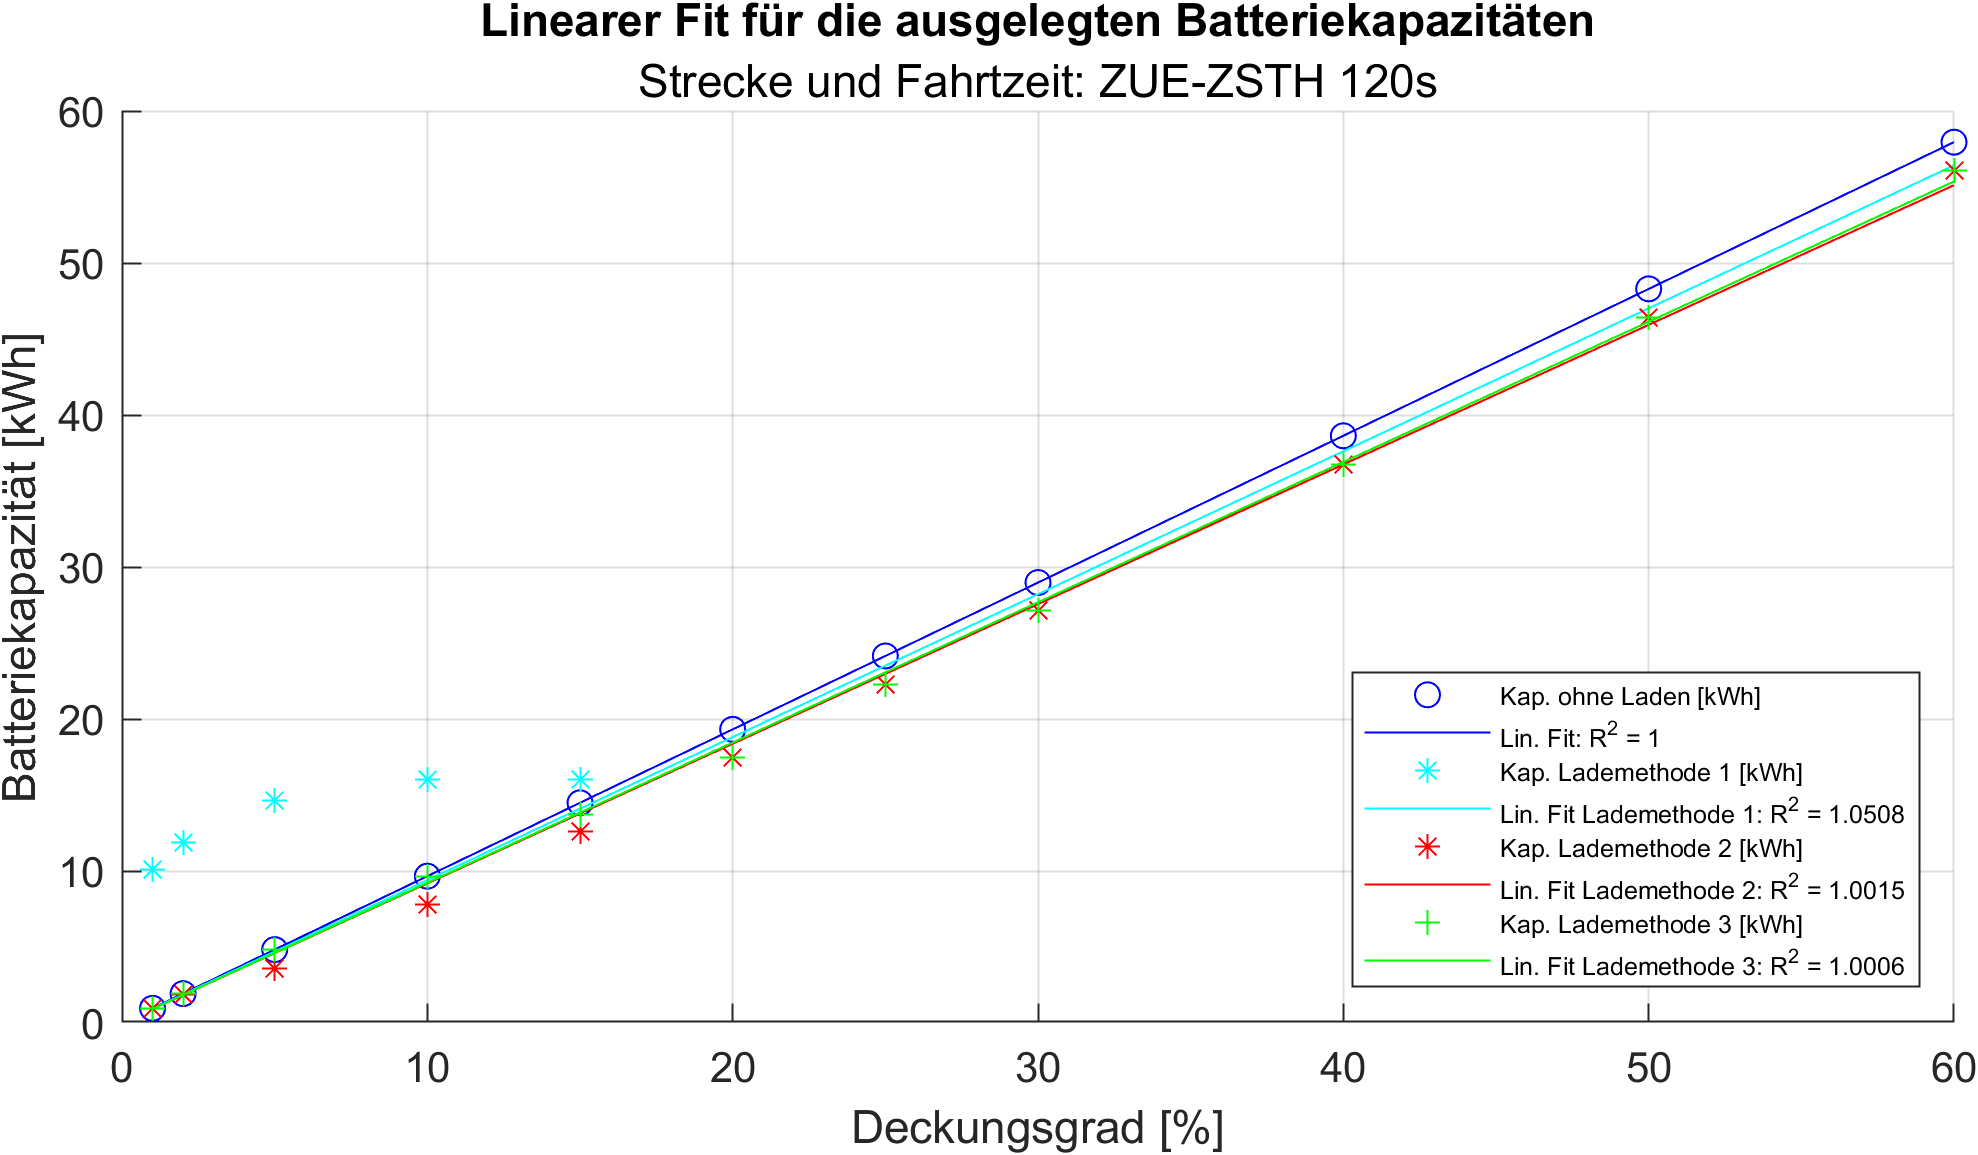 Linearer Fit für die ausgelegten Batteriekapazitäten
Strecke und Fahrtzeit: ZUE-ZSTH 120s
Batteriekapazität [kWh]
60
50
40
30
20
10
0
0 10 20 30 40 50 60
Deckungsgrad [%]
Kap. ohne Laden [kWh]
Lin. Fit: R² = 1
Kap. Lademethode 1 [kWh]
Lin. Fit Lademethode 1: R² = 1.0508
Kap. Lademethode 2 [kWh]
Lin. Fit Lademethode 2: R² = 1.0015
Kap. Lademethode 3 [kWh]
Lin. Fit Lademethode 3: R² = 1.0006